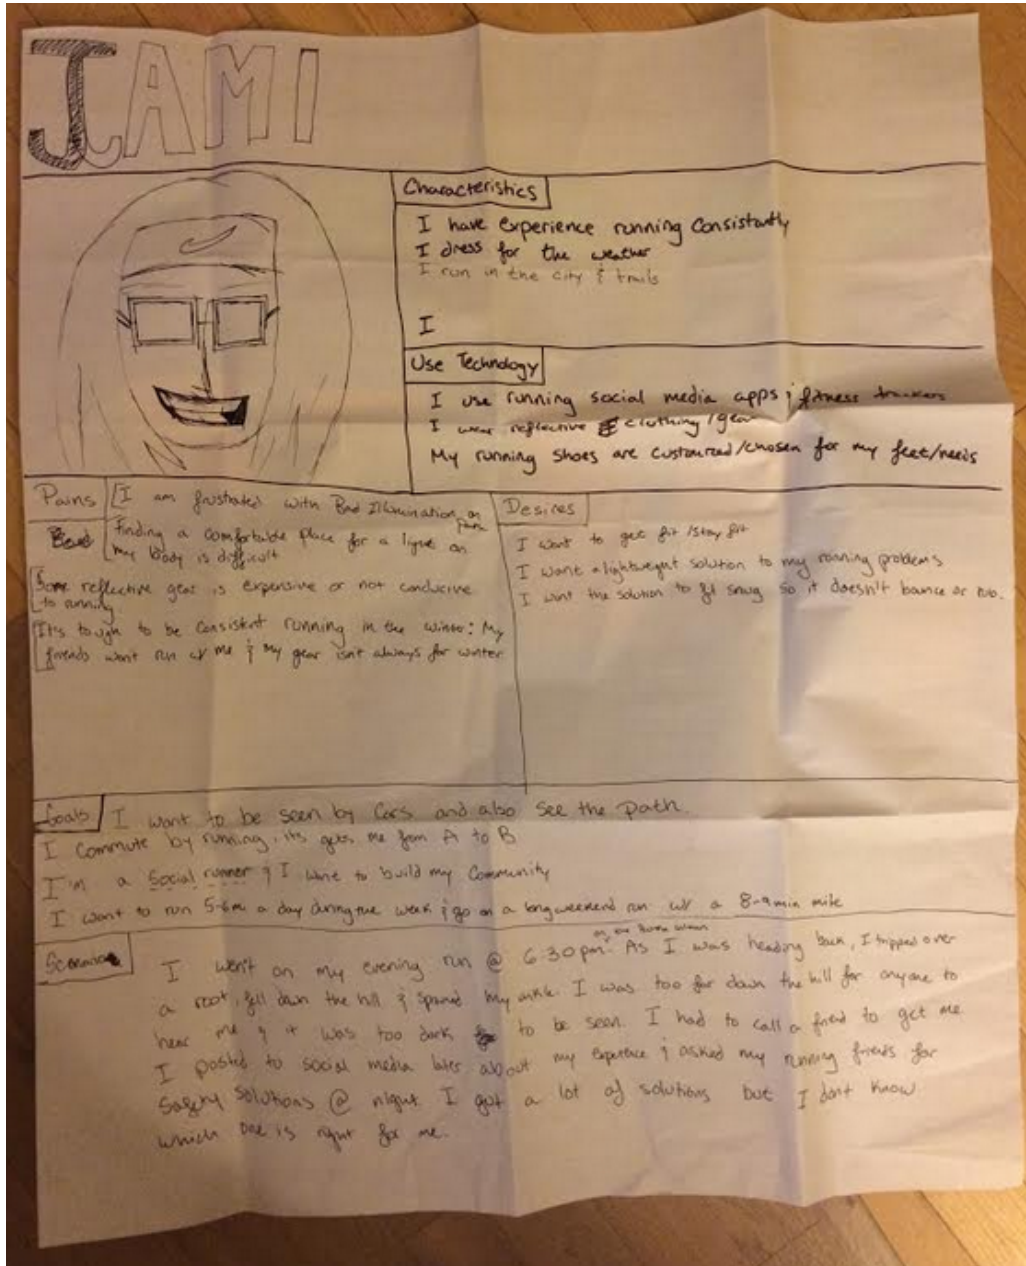 JAMI
Characteristics
I have experience running Consistantly
I dress for the weather
I run in the city & trails
I
Use Technology
I use running social media apps & fitness trackers
I wear reflective clothing/gear
My running shoes are customized/chosen for my feet/needs
Pains
I am frustrated with Bad Illumination on
Finding a comfortable place for a light on
my body is difficult
Some reflective gear is expensive or not conducive
to running
It's tough to be consistent running in the winter: My
friends wont run w/ me & my gear isn't always for winter
Desires
I want to get fit/stay fit
I want a lightweight solution to my running problems
I want the solution to fit snug so it doesn't bounce or rub.
Goals
I want to be seen by Cars and also see the path.
I commute by running, its gets me from A to B
I'm a Social runner & I want to build my Community
I want to run 5-6m a day during the week & go on a long weekend run w/ a 8-9 min mile
Scenario
I went on my evening run @ 6:30pm. As I was heading back, I tripped over
a root, fell down the hill & my ankle. I was too far down the hill for anyone to
hear me & it was too dark to be seen. I had to call a friend to get me.
I posted to social media later about my experience & asked my running friends for
Safety Solutions @ night. I got a lot of solutions but I dont know
which one is right for me.